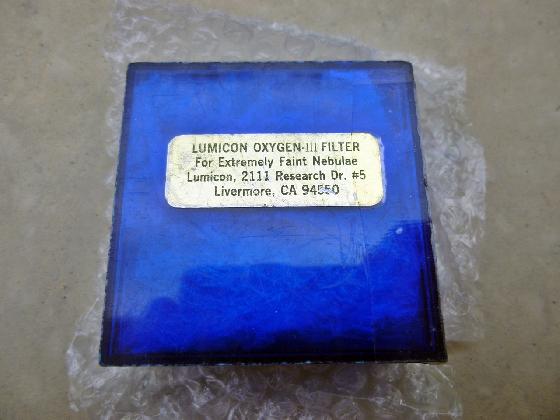 LUMICON OXYGEN-III FILTER
For Extremely Faint Nebulae
Lumicon, 2111 Research Dr. #5
Livermore, CA 94550